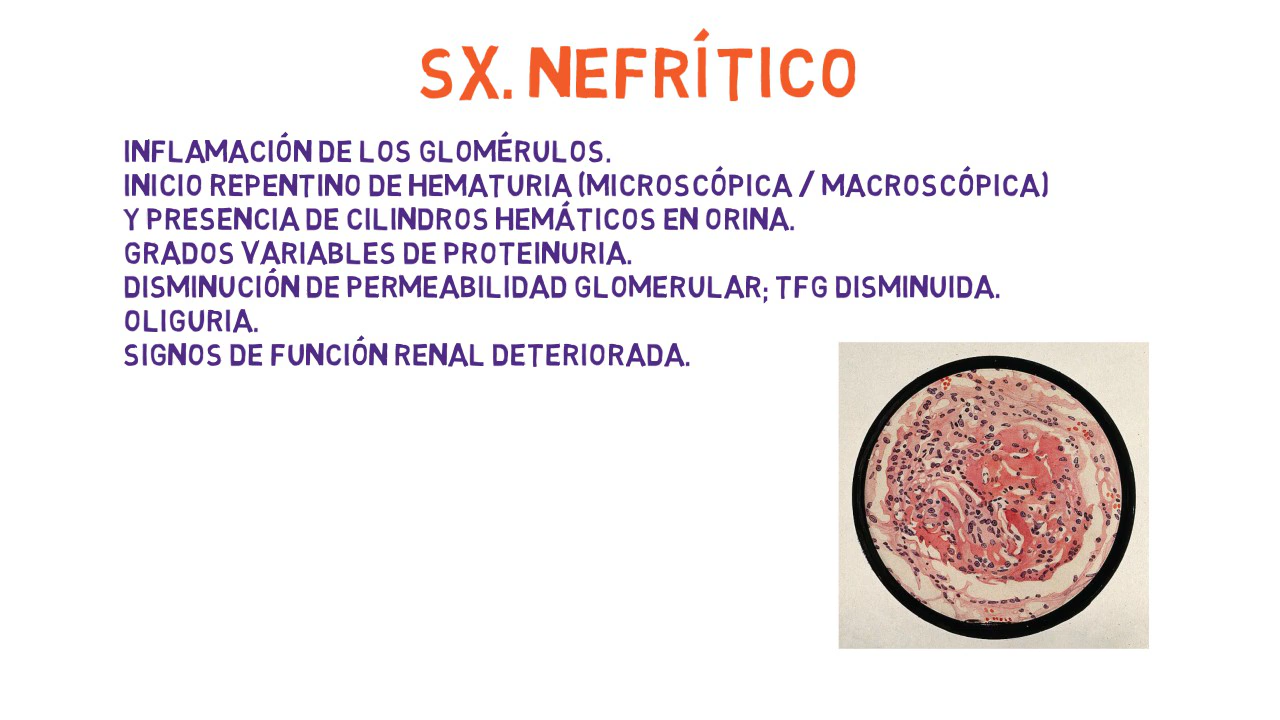 SX. NEFRÍTICO
INFLAMACIÓN DE LOS GLOMÉRULOS.
INICIO REPENTINO DE HEMATURIA (MICROSCÓPICA / MACROSCÓPICA)
Y PRESENCIA DE CILINDROS HEMÁTICOS EN ORINA.
GRADOS VARIABLES DE PROTEINURIA.
DISMINUCIÓN DE PERMEABILIDAD GLOMERULAR; TFG DISMINUIDA.
OLIGURIA.
SIGNOS DE FUNCIÓN RENAL DETERIORADA.